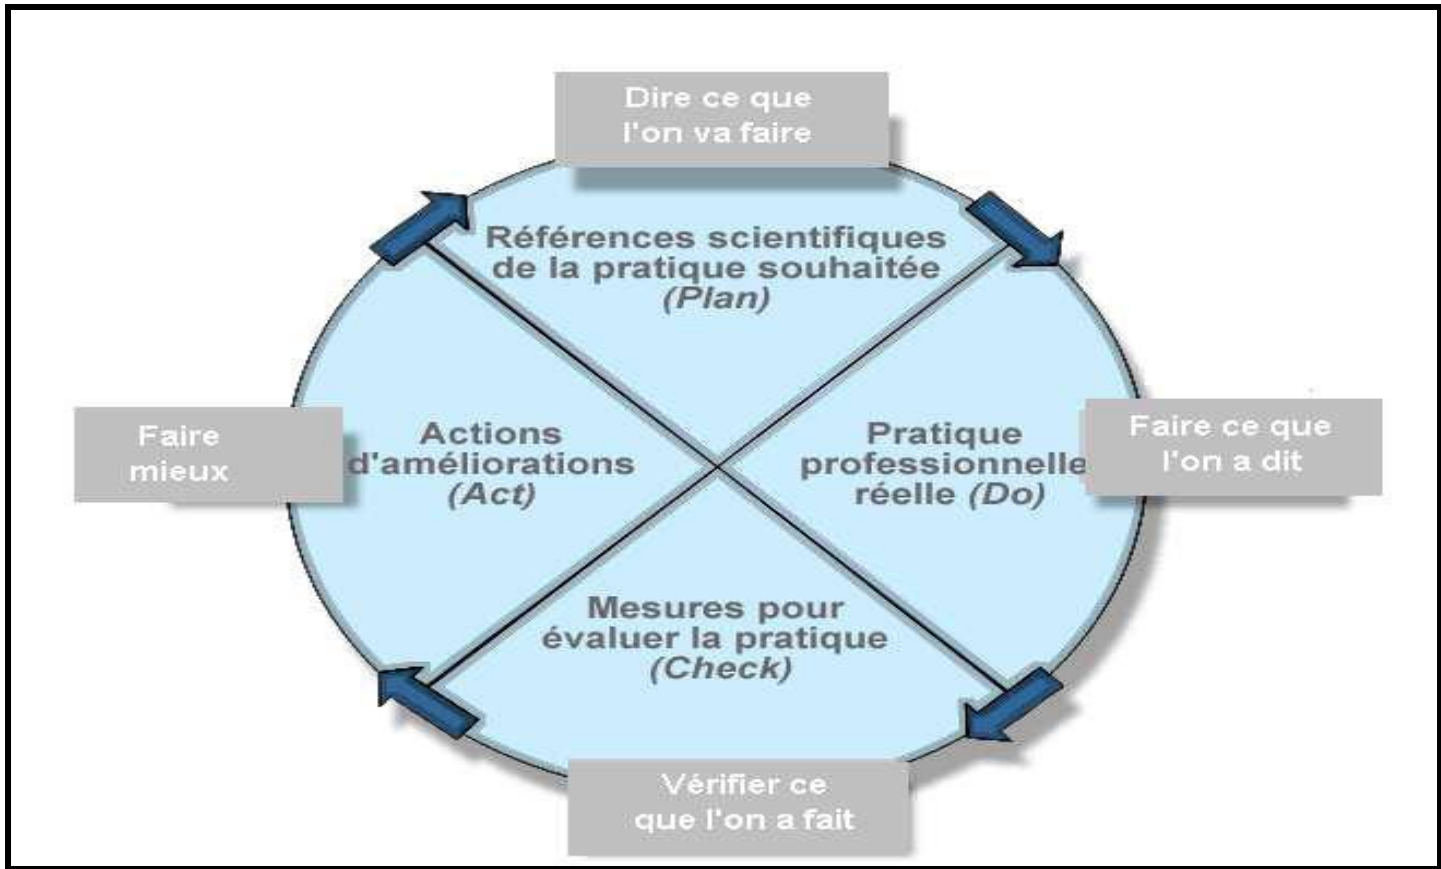 Dire ce que
l'on va faire
Références scientifiques
de la pratique souhaitée
(Plan)
Faire
mieux
Actions
d'améliorations
(Act)
Pratique
professionnelle
réelle (Do)
Faire ce que
l'on a dit
Mesures pour
évaluer la pratique
(Check)
Vérifier ce
que l'on a fait